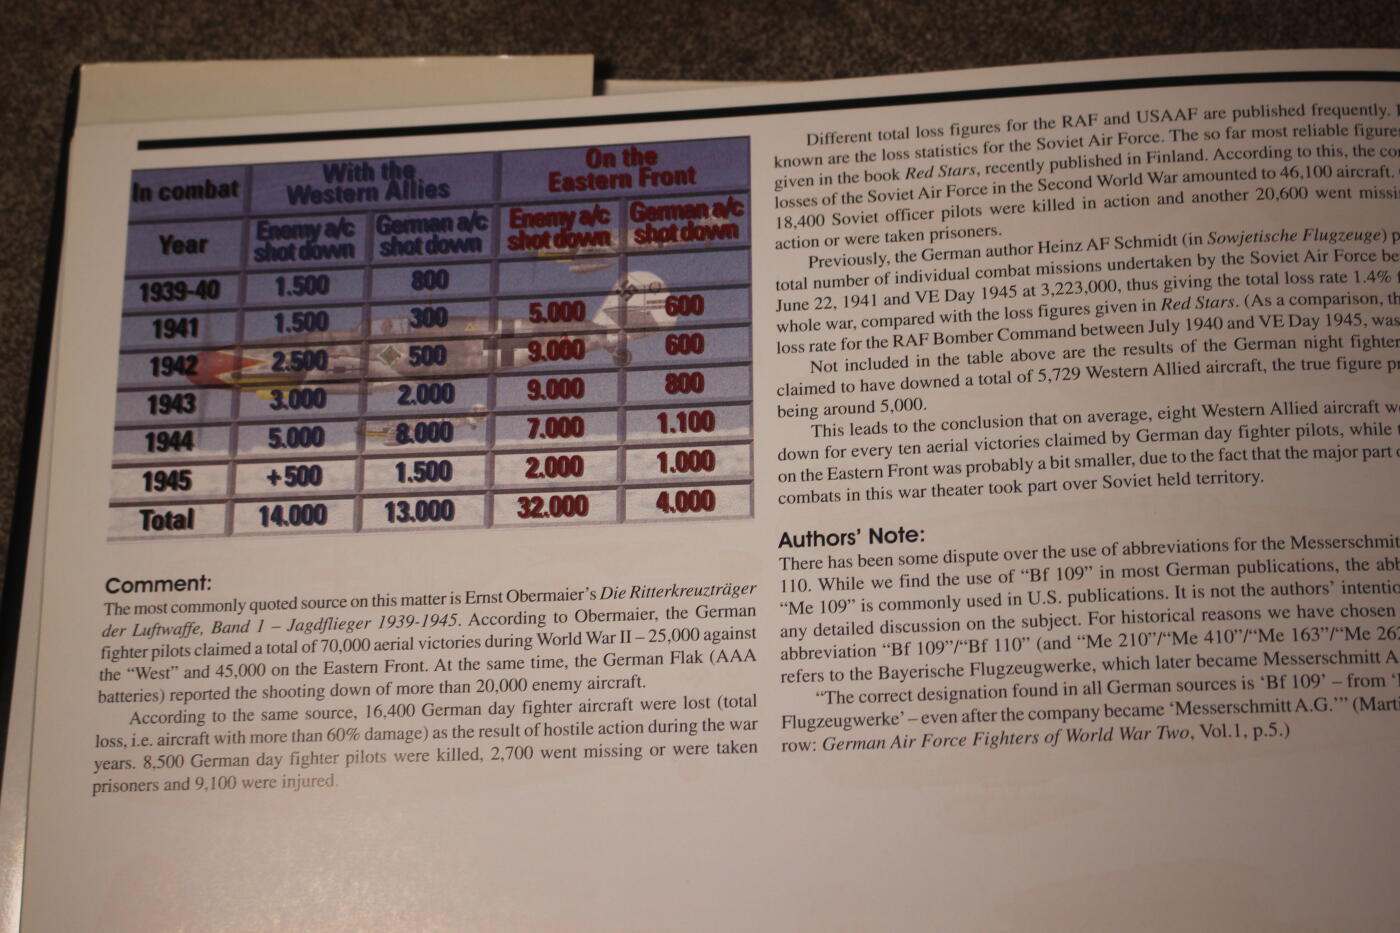 In combat
With the
Western Allies
On the
Eastern Front
Year
Enemy a/c
shot down
German a/c
shot down
Enemy a/c
shot down
German a/c
shot down
1939-40 1.500 800
1941 1.500 300 5.000 600
1942 2.500 500 9.000 600
1943 3.000 2.000 9.000 800
1944 5.000 8.000 7.000 1.100
1945 +500 1.500 2.000 1.000
Total 14.000 13.000 32.000 4.000
Comment:
The most commonly quoted source on this matter is Ernst Obermaier's Die Ritterkreuzträger
der Luftwaffe, Band 1 – Jagdflieger 1939-1945. According to Obermaier, the German
fighter pilots claimed a total of 70,000 aerial victories during World War II – 25,000 against
the “West” and 45,000 on the Eastern Front. At the same time, the German Flak (AAA
batteries) reported the shooting down of more than 20,000 enemy aircraft.
According to the same source, 16,400 German day fighter aircraft were lost (total
loss, i.e. aircraft with more than 60% damage) as the result of hostile action during the war
years. 8,500 German day fighter pilots were killed, 2,700 went missing or were taken
prisoners and 9,100 were injured.
Different total loss figures for the RAF and USAAF are published frequently.
known are the loss statistics for the Soviet Air Force. The so far most reliable figures
given in the book Red Stars, recently published in Finland. According to this, the
losses of the Soviet Air Force in the Second World War amounted to 46,100 aircraft.
18,400 Soviet officer pilots were killed in action and another 20,600 went
action or were taken prisoners.
Previously, the German author Heinz AF Schmidt (in Sowjetische Flugzeuge)
total number of individual combat missions undertaken by the Soviet Air Force
June 22, 1941 and VE Day 1945 at 3,223,000, thus giving the total loss rate 1.4%
whole war, compared with the loss figures given in Red Stars. (As a comparison,
loss rate for the RAF Bomber Command between July 1940 and VE Day 1945, was
Not included in the table above are the results of the German night fighter
claimed to have downed a total of 5,729 Western Allied aircraft, the true figure
being around 5,000.
This leads to the conclusion that on average, eight Western Allied aircraft
down for every ten aerial victories claimed by German day fighter pilots, while
on the Eastern Front was probably a bit smaller, due to the fact that the major part
combats in this war theater took part over Soviet held territory.
Authors’ Note:
There has been some dispute over the use of abbreviations for the Messerschmit
110. While we find the use of “Bf 109” in most German publications, the
“Me 109” is commonly used in U.S. publications. It is not the authors’
any detailed discussion on the subject. For historical reasons we have chosen
abbreviation “Bf 109”/“Bf 110” (and “Me 210”/“Me 410”/“Me 163”/“Me 262
refers to the Bayerische Flugzeugwerke, which later became Messerschmitt A.
“The correct designation found in all German sources is ‘Bf 109’ – from
Flugzeugwerke’ – even after the company became ‘Messerschmitt A.G.’” (Marti
row: German Air Force Fighters of World War Two, Vol.1, p.5.)